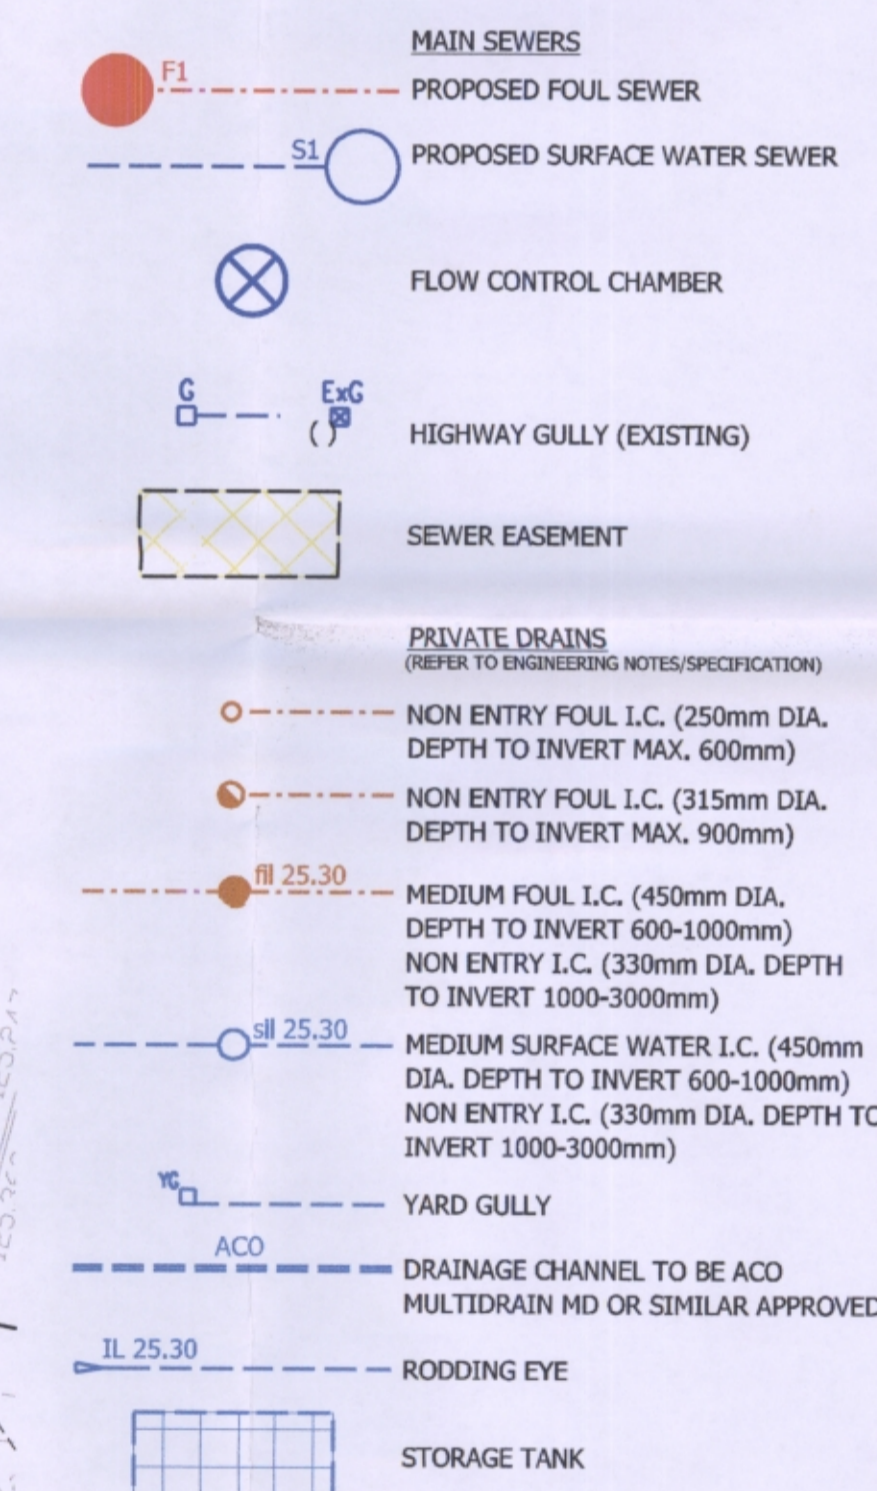 MAIN SEWERS
F1
PROPOSED FOUL SEWER
S1
PROPOSED SURFACE WATER SEWER
FLOW CONTROL CHAMBER
G
ExG
( )
HIGHWAY GULLY (EXISTING)
SEWER EASEMENT
PRIVATE DRAINS
(REFER TO ENGINEERING NOTES/SPECIFICATION)
NON ENTRY FOUL I.C. (250mm DIA.
DEPTH TO INVERT MAX. 600mm)
NON ENTRY FOUL I.C. (315mm DIA.
DEPTH TO INVERT MAX. 900mm)
fil 25.30
MEDIUM FOUL I.C. (450mm DIA.
DEPTH TO INVERT 600-1000mm)
NON ENTRY I.C. (330mm DIA. DEPTH
TO INVERT 1000-3000mm)
sil 25.30
MEDIUM SURFACE WATER I.C. (450mm
DIA. DEPTH TO INVERT 600-1000mm)
NON ENTRY I.C. (330mm DIA. DEPTH TO
INVERT 1000-3000mm)
YG
YARD GULLY
ACO
DRAINAGE CHANNEL TO BE ACO
MULTIDRAIN MD OR SIMILAR APPROVED
IL 25.30
RODDING EYE
STORAGE TANK